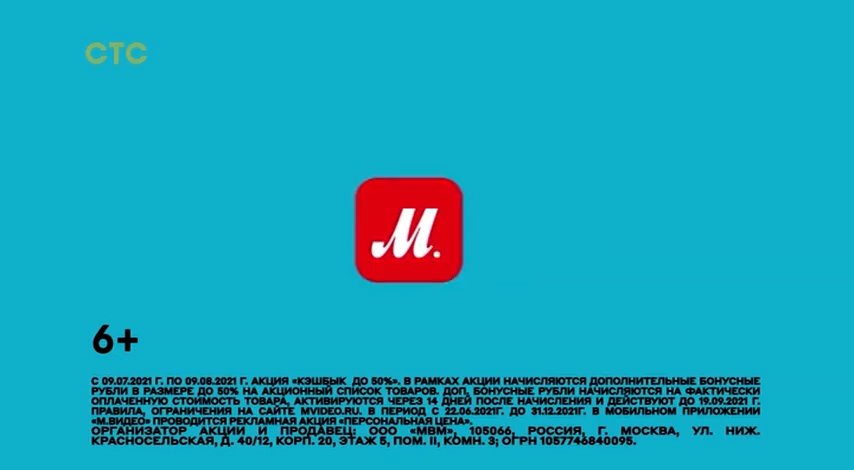 СТС
М.
6+
С 09.07.2021 Г. ПО 09.08.2021 Г. АКЦИЯ «КЭШБЫК ДО 50%». В РАМКАХ АКЦИИ НАЧИСЛЯЮТСЯ ДОПОЛНИТЕЛЬНЫЕ БОНУСНЫЕ
РУБЛИ В РАЗМЕРЕ ДО 50% НА АКЦИОННЫЙ СПИСОК ТОВАРОВ. ДОП. БОНУСНЫЕ РУБЛИ НАЧИСЛЯЮТСЯ НА ФАКТИЧЕСКИ
ОПЛАЧЕННУЮ СТОИМОСТЬ ТОВАРА, АКТИВИРУЮТСЯ ЧЕРЕЗ 14 ДНЕЙ ПОСЛЕ НАЧИСЛЕНИЯ И ДЕЙСТВУЮТ ДО 19.09.2021 Г.
ПРАВИЛА, ОГРАНИЧЕНИЯ НА САЙТЕ MVIDEO.RU. В ПЕРИОД С 22.06.2021Г. ДО 31.12.2021Г. В МОБИЛЬНОМ ПРИЛОЖЕНИИ
«М.ВИДЕО» ПРОВОДИТСЯ РЕКЛАМНАЯ АКЦИЯ «ПЕРСОНАЛЬНАЯ ЦЕНА».
ОРГАНИЗАТОР АКЦИИ И ПРОДАВЕЦ: ООО «МВМ», 105066, РОССИЯ, Г. МОСКВА, УЛ. НИЖ.
КРАСНОСЕЛЬСКАЯ, Д. 40/12, КОРП. 20, ЭТАЖ 5, ПОМ. II, КОМН. 3; ОГРН 1057746840095.